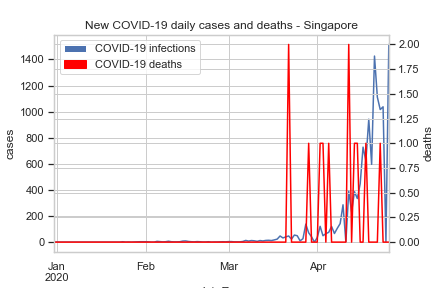 New COVID-19 daily cases and deaths - Singapore
COVID-19 infections
COVID-19 deaths
1400
1200
1000
800
600
400
200
0
cases
2.00
1.75
1.50
1.25
1.00
0.75
0.50
0.25
0.00
deaths
Jan
2020
Feb
Mar
Apr